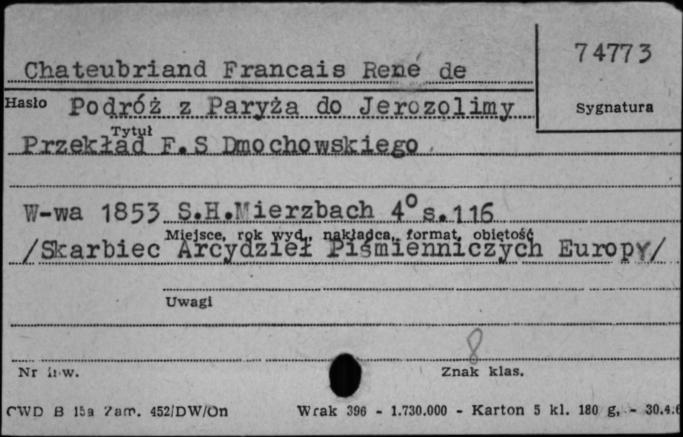 74773
Chateubriand Francais René de
Hasło Podróż z Paryża do Jerozolimy
Sygnatura
Tytuł
Przekład F.S Dmochowskiego
W-wa 1853 S.H.Mierzbach 4° s.116
Miejsce, rok wyd., nakładca, format, objętość
/Skarbiec Arcydzieł Piśmienniczych Europy/
Uwagi
8
Nr inw.
Znak klas.
CWD B 15a Zam. 452/DW/On Wrak 396 - 1.730.000 - Karton 5 kl. 180 g, - 30.4.6